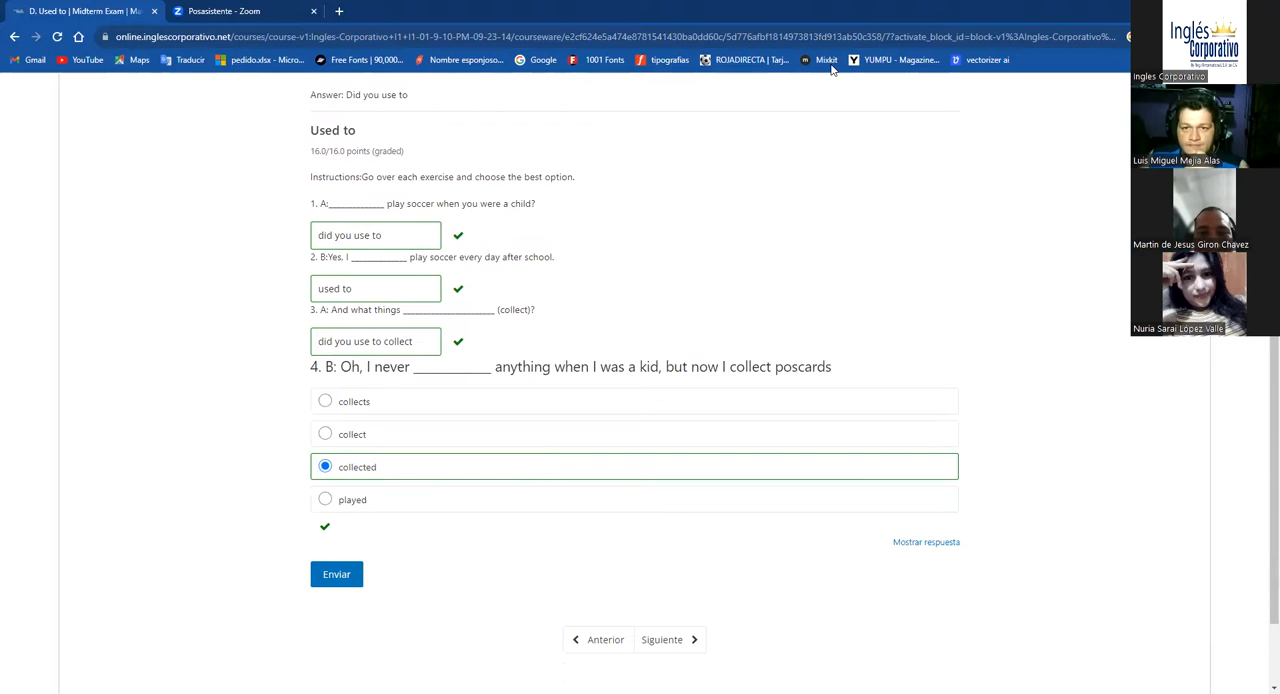 D. Used to | Midterm Exam | Ma
Posasistente - Zoom
online.inglescorporativo.net/courses/course-v1:Ingles-Corporativo+I1+I1-01-9-10-PM-09-23-14/courseware/e2cf624e5a474e8781541430ba0dd60c/5d776afbf1814973813fd913ab50c358/7?activate_block_id=block-v1%3AIngles-Corporativo%...
Gmail
YouTube
Maps
Traducir
pedido.xlsx - Micro...
Free Fonts | 90,000...
Nombre esponjoso...
Google
1001 Fonts
tipografias
ROJADIRECTA | Tarj...
Mixkit
YUMPU - Magazine...
vectorizer ai
Answer: Did you use to
Used to
16.0/16.0 points (graded)
Instructions:Go over each exercise and choose the best option.
1. A:_____________ play soccer when you were a child?
did you use to
2. B:Yes, I _____________ play soccer every day after school.
used to
3. A: And what things _____________________ (collect)?
did you use to collect
4. B: Oh, I never ___________ anything when I was a kid, but now I collect poscards
collects
collect
collected
played
Mostrar respuesta
Enviar
Anterior
Siguiente
Inglés
Corporativo
Ingles Corporativo
Luis Miguel Mejía Alas
Martin de Jesus Giron Chavez
Nuria Sarai López Valle